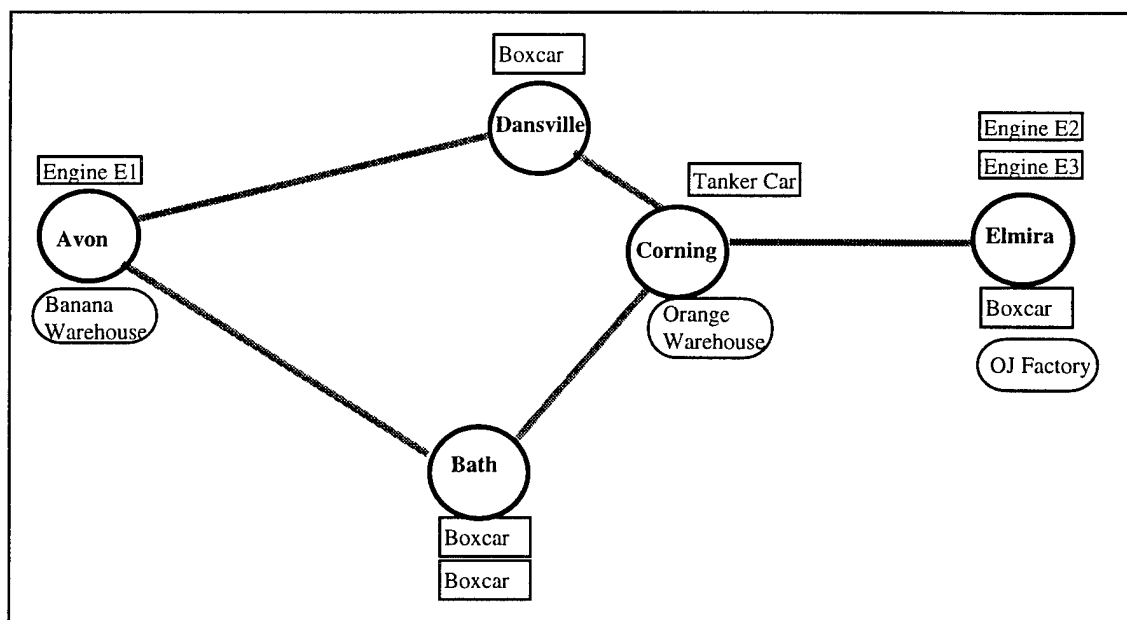 Boxcar
Dansville
Engine E2
Engine E3
Engine E1
Tanker Car
Avon
Corning
Elmira
Banana
Warehouse
Orange
Warehouse
Boxcar
OJ Factory
Bath
Boxcar
Boxcar